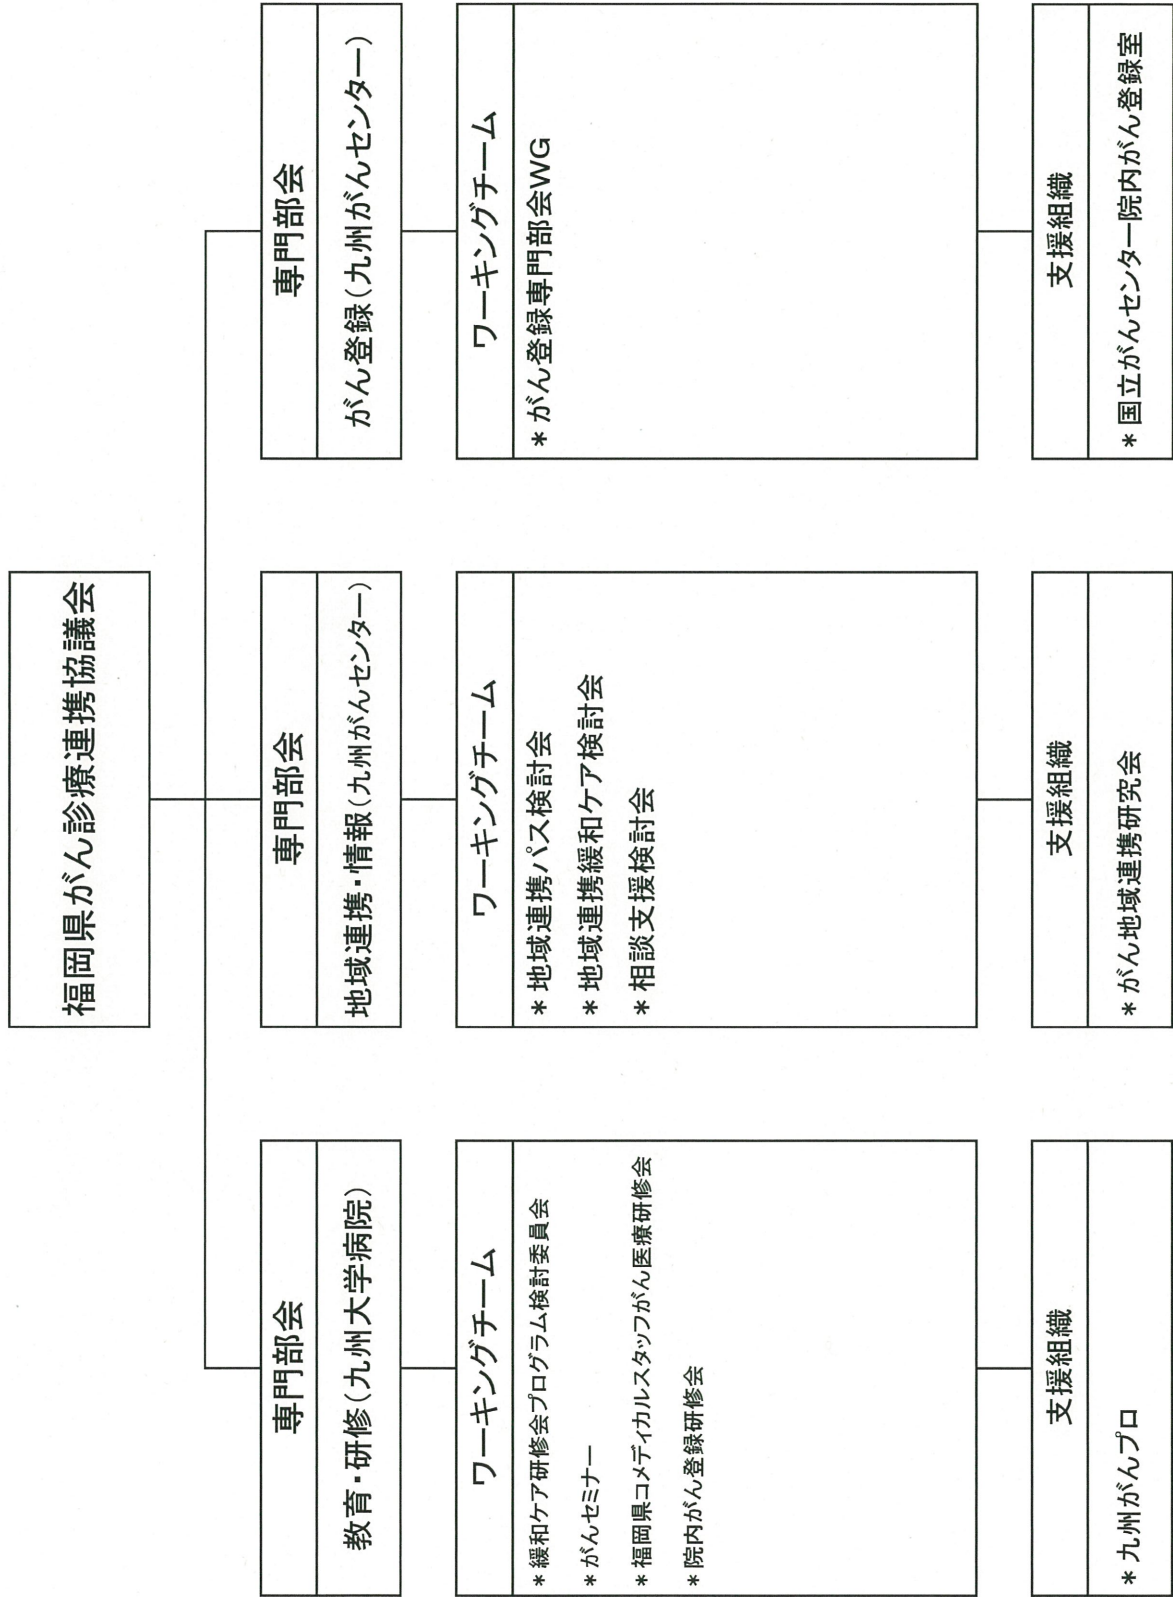 福岡県がん診療連携協議会
専門部会
教育・研修(九州大学病院)
ワーキングチーム
*緩和ケア研修会プログラム検討委員会
*がんセミナー
*福岡県コメディカルスタッフがん医療研修会
*院内がん登録研修会
支援組織
*九州がんプロ
専門部会
地域連携・情報(九州がんセンター)
ワーキングチーム
*地域連携パス検討会
*地域連携緩和ケア検討会
*相談支援検討会
支援組織
*がん地域連携研究会
専門部会
がん登録(九州がんセンター)
ワーキングチーム
*がん登録専門部会WG
支援組織
*国立がんセンター院内がん登録室